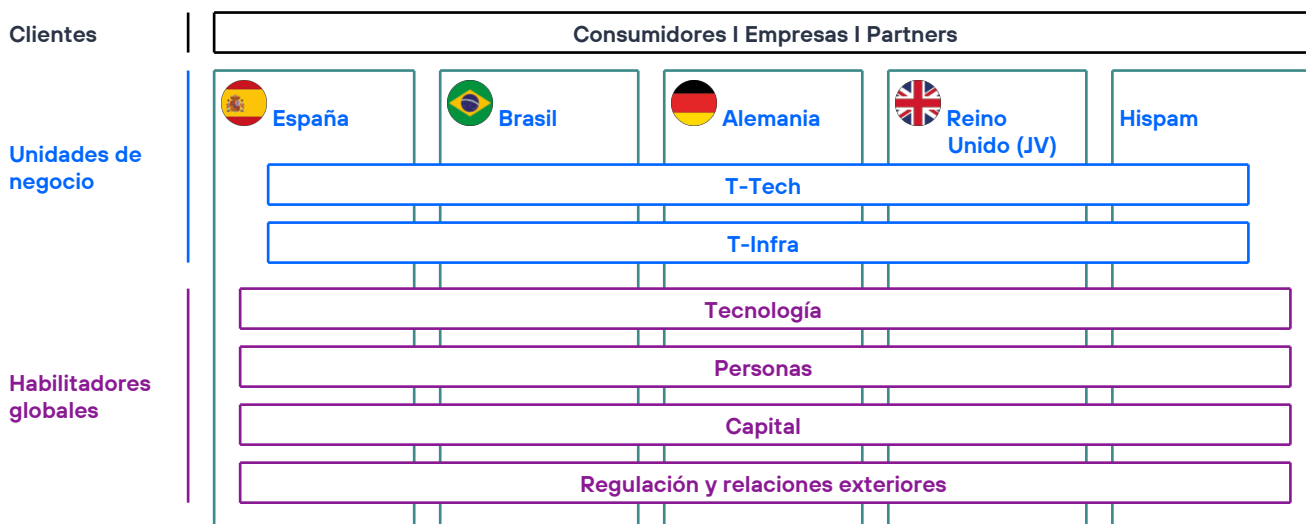 Clientes
Consumidores I Empresas I Partners
España
Brasil
Alemania
Reino
Unido (JV)
Hispam
Unidades de
negocio
T-Tech
T-Infra
Tecnología
Personas
Habilitadores
globales
Capital
Regulación y relaciones exteriores